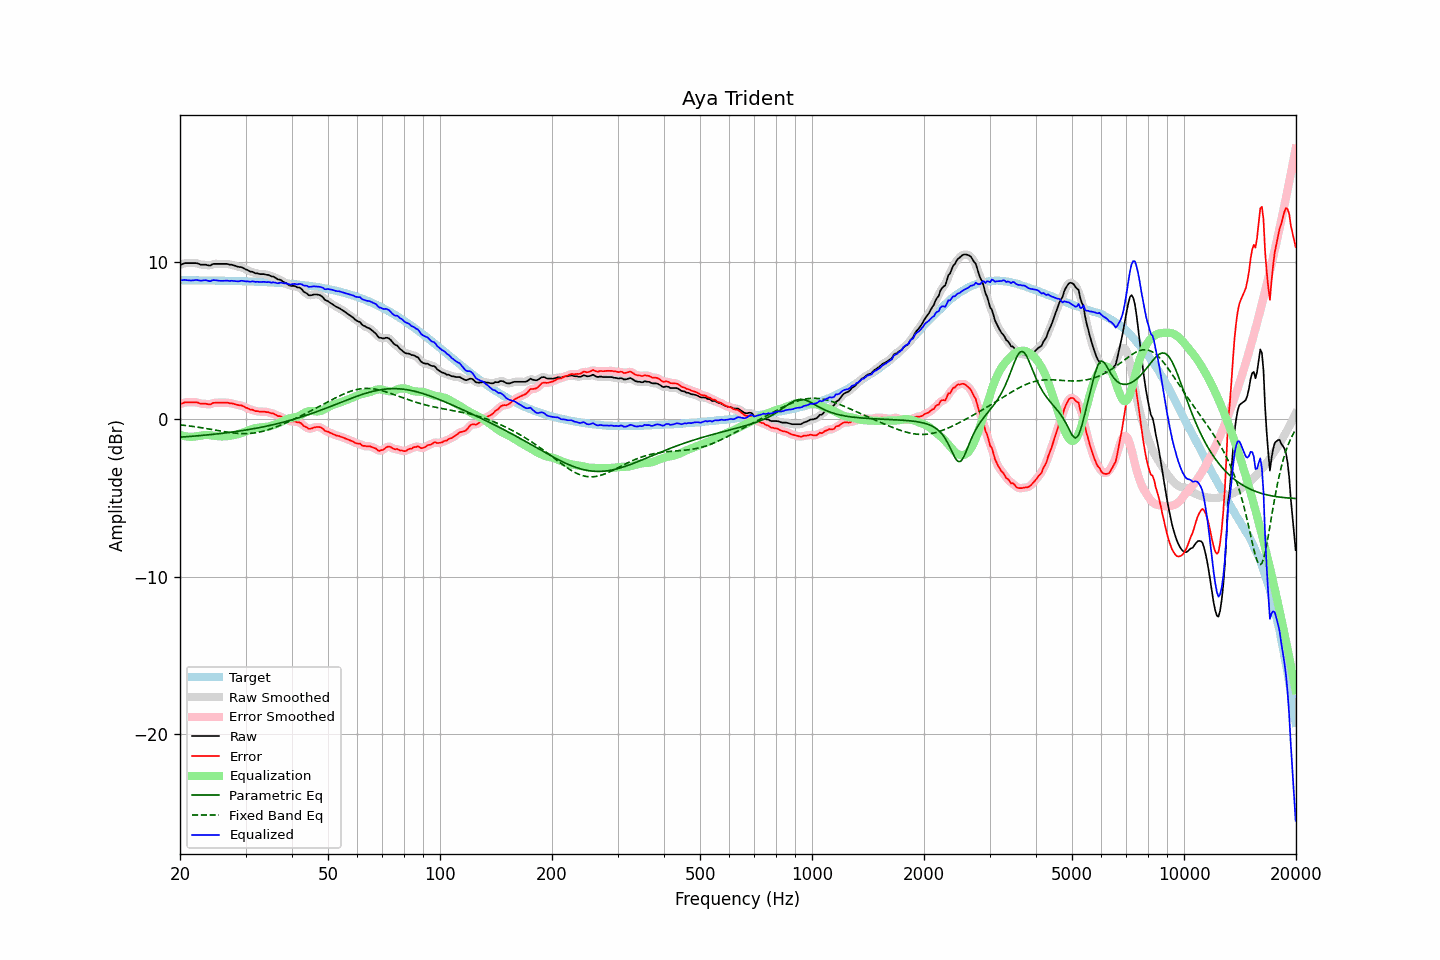 Aya Trident
Amplitude (dBr)
10
0
−10
−20
Target
Raw Smoothed
Error Smoothed
Raw
Error
Equalization
Parametric Eq
Fixed Band Eq
Equalized
20 50 100 200 500 1000 2000 5000 10000 20000
Frequency (Hz)